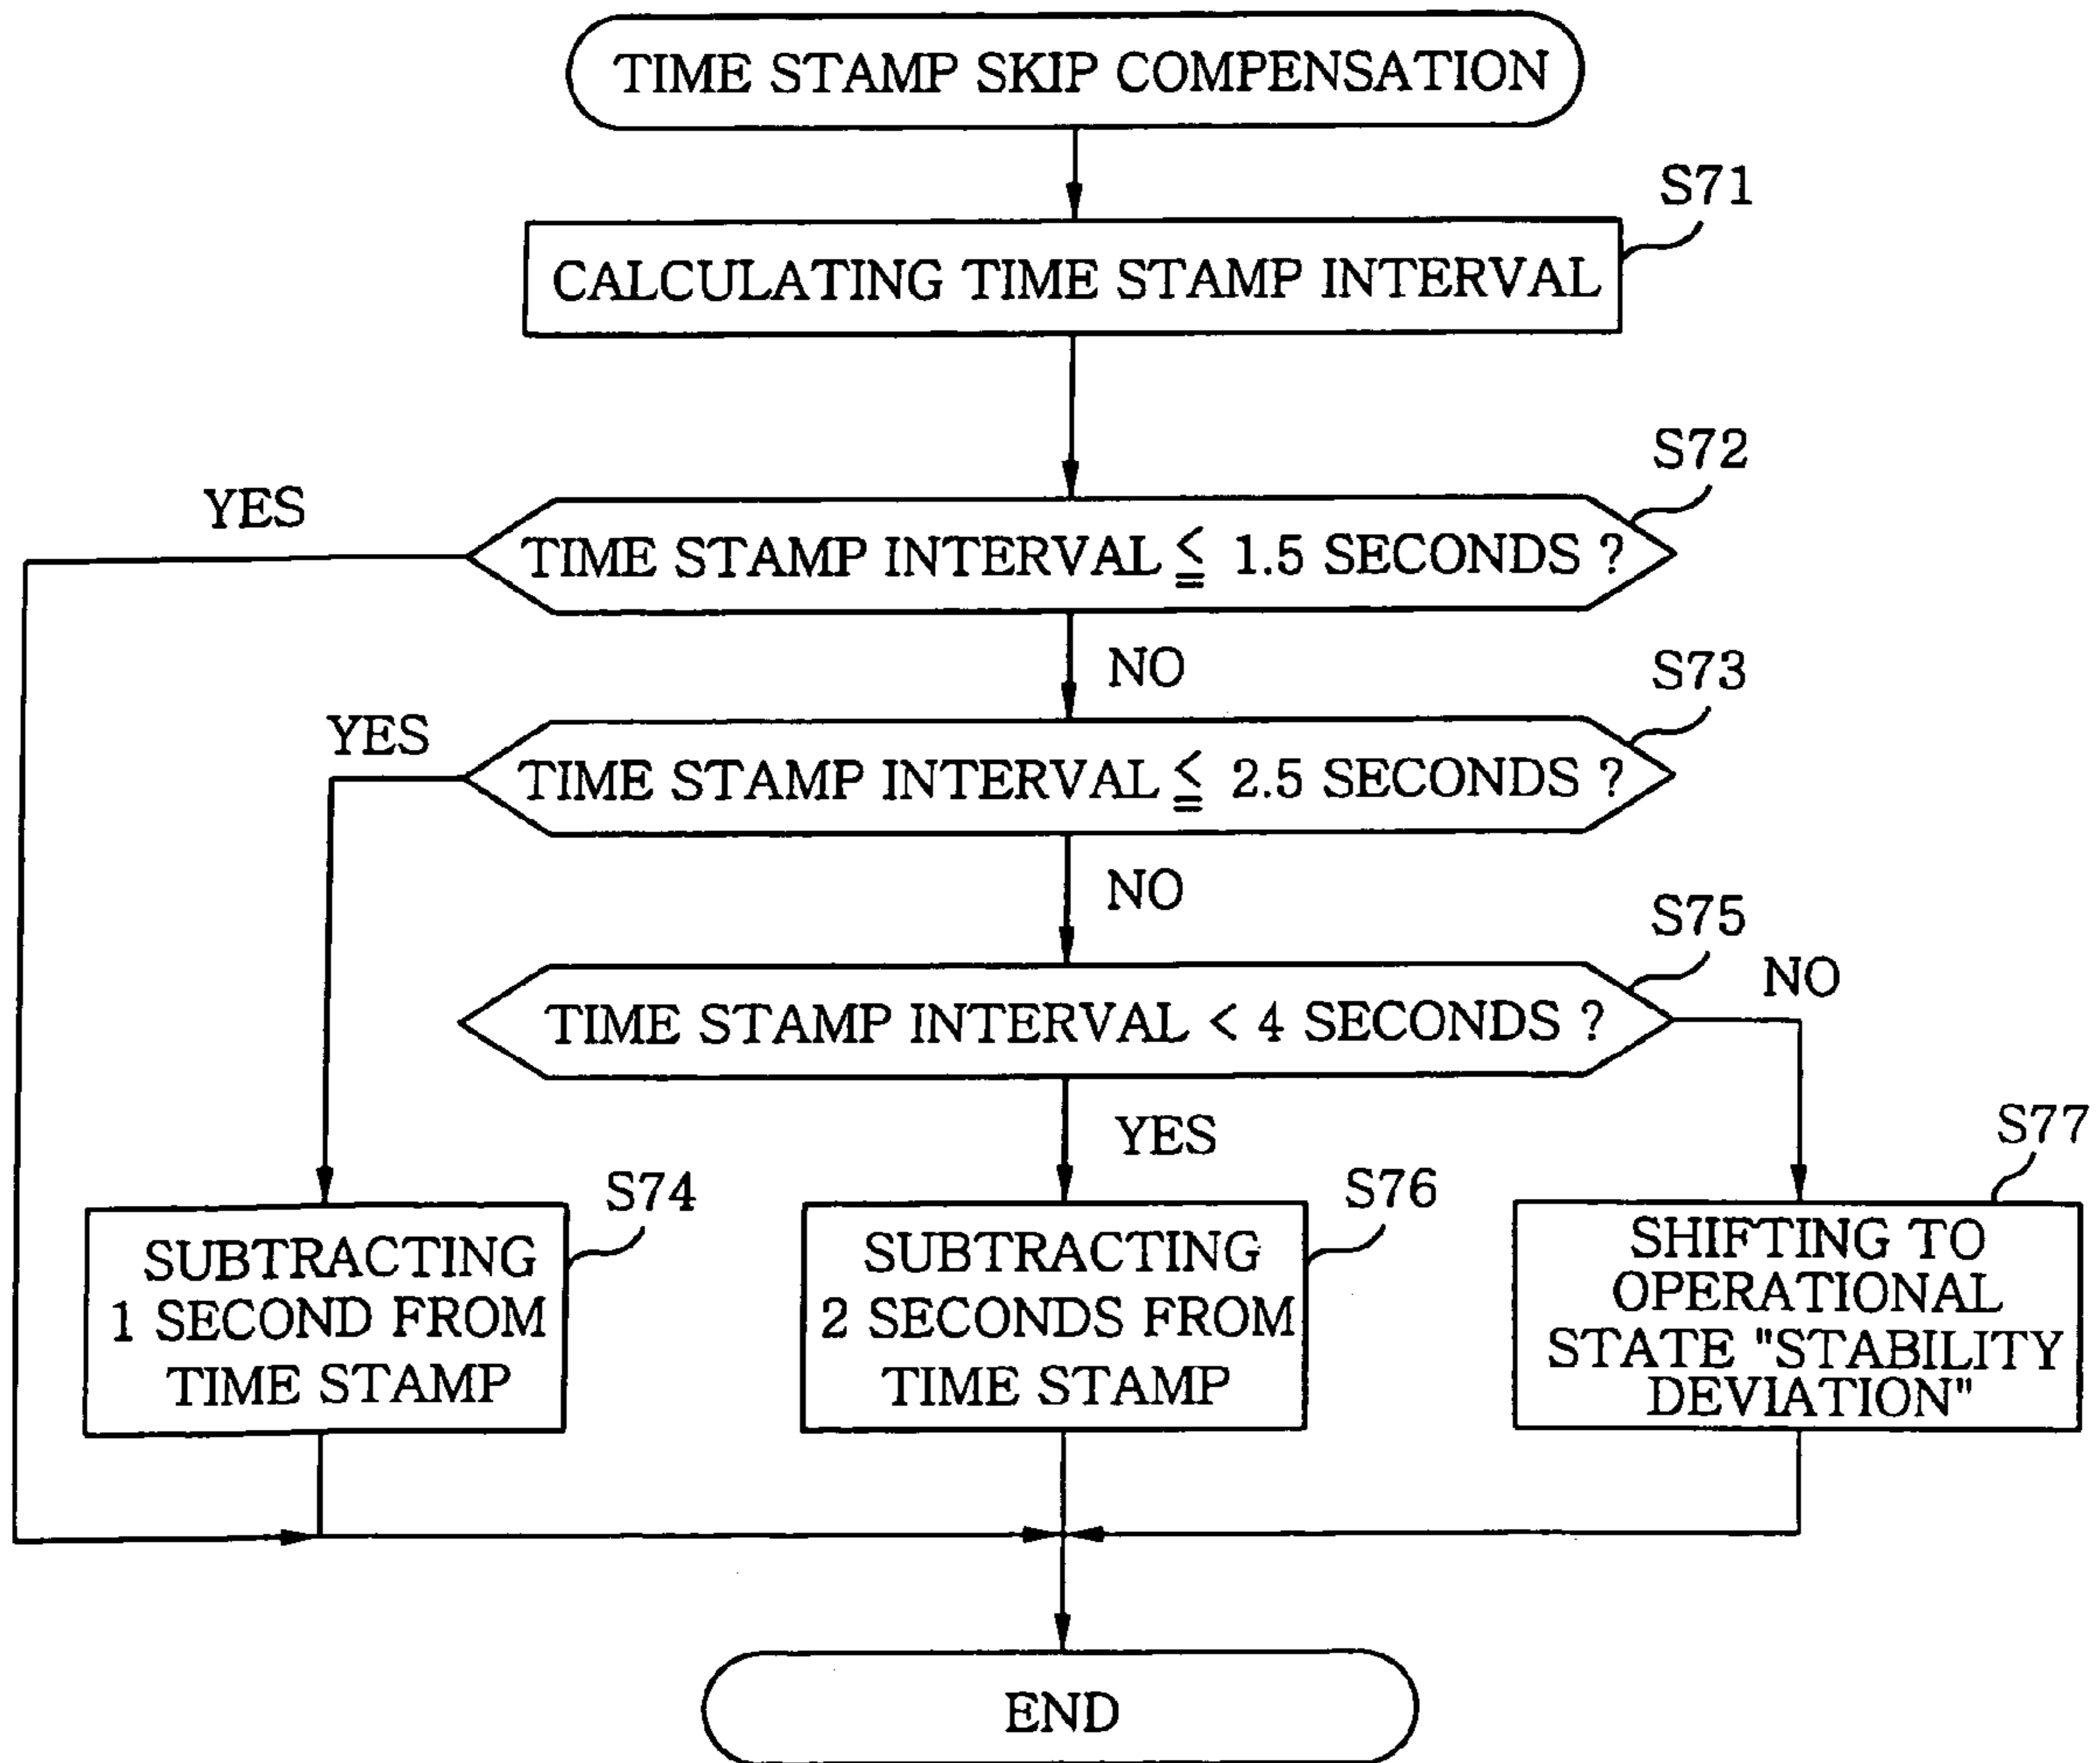 TIME STAMP SKIP COMPENSATION
S71
CALCULATING TIME STAMP INTERVAL
S72
YES
TIME STAMP INTERVAL ≦ 1.5 SECONDS ?
NO
S73
YES
TIME STAMP INTERVAL ≦ 2.5 SECONDS ?
NO
S75
NO
TIME STAMP INTERVAL < 4 SECONDS ?
YES
S74
SUBTRACTING
1 SECOND FROM
TIME STAMP
S76
SUBTRACTING
2 SECONDS FROM
TIME STAMP
S77
SHIFTING TO
OPERATIONAL
STATE "STABILITY
DEVIATION"
END